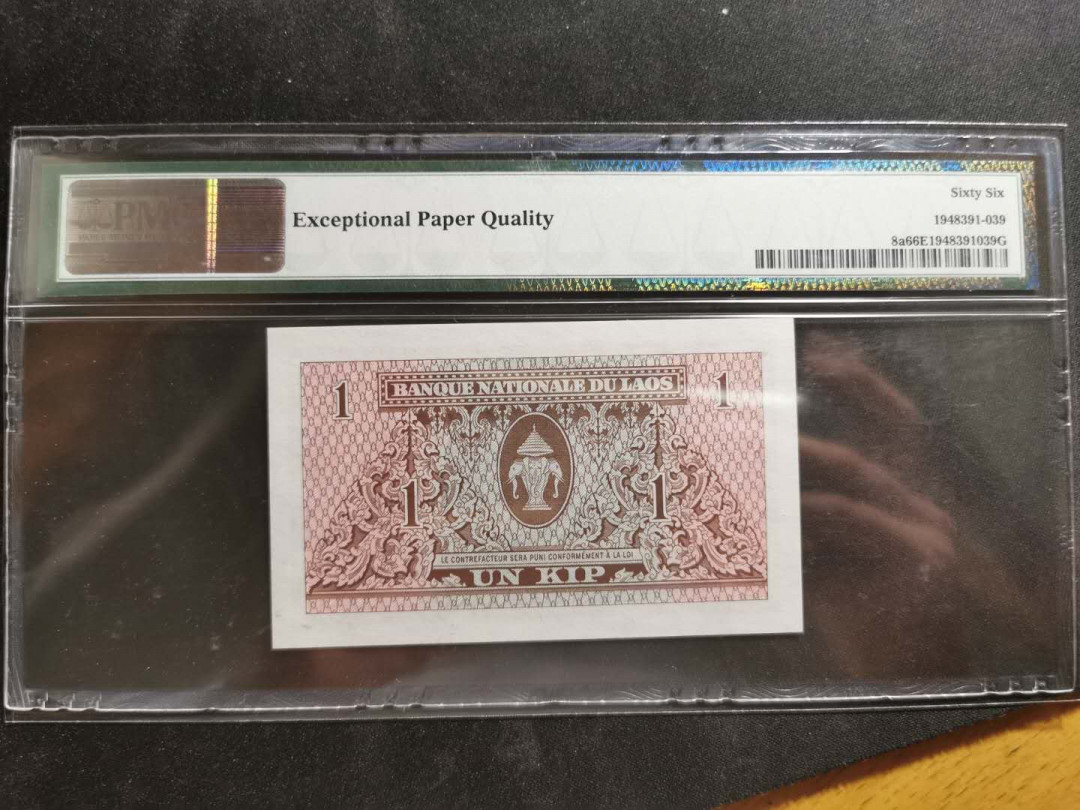 PMG
Exceptional Paper Quality
Sixty Six
1948391-039
8a66E1948391039G
1
BANQUE NATIONALE DU LAOS
1
1
1
LE CONTREFACTEUR SERA PUNI CONFORMÉMENT À LA LOI
UN KIP